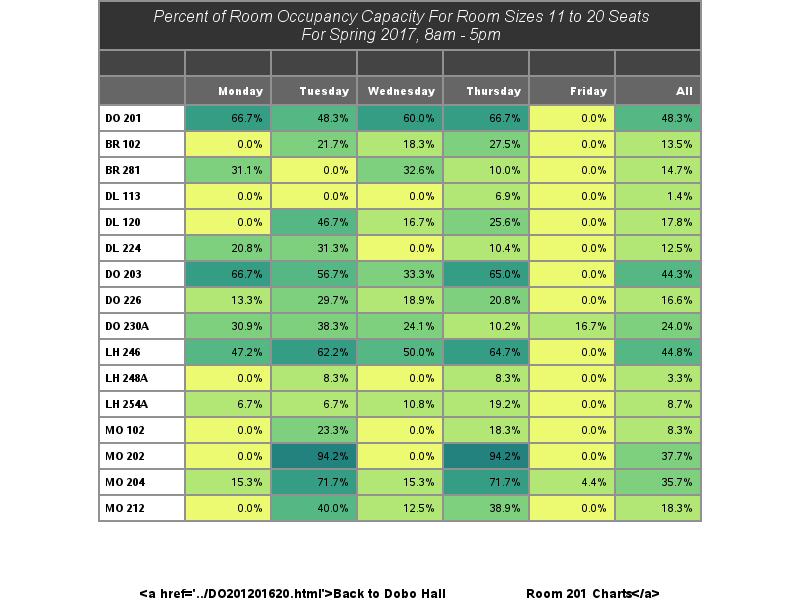 Percent of Room Occupancy Capacity For Room Sizes 11 to 20 Seats
For Spring 2017, 8am - 5pm
Monday Tuesday Wednesday Thursday Friday All
DO 201 66.7% 48.3% 60.0% 66.7% 0.0% 48.3%
BR 102 0.0% 21.7% 18.3% 27.5% 0.0% 13.5%
BR 281 31.1% 0.0% 32.6% 10.0% 0.0% 14.7%
DL 113 0.0% 0.0% 0.0% 6.9% 0.0% 1.4%
DL 120 0.0% 46.7% 16.7% 25.6% 0.0% 17.8%
DL 224 20.8% 31.3% 0.0% 10.4% 0.0% 12.5%
DO 203 66.7% 56.7% 33.3% 65.0% 0.0% 44.3%
DO 226 13.3% 29.7% 18.9% 20.8% 0.0% 16.6%
DO 230A 30.9% 38.3% 24.1% 10.2% 16.7% 24.0%
LH 246 47.2% 62.2% 50.0% 64.7% 0.0% 44.8%
LH 248A 0.0% 8.3% 0.0% 8.3% 0.0% 3.3%
LH 254A 6.7% 6.7% 10.8% 19.2% 0.0% 8.7%
MO 102 0.0% 23.3% 0.0% 18.3% 0.0% 8.3%
MO 202 0.0% 94.2% 0.0% 94.2% 0.0% 37.7%
MO 204 15.3% 71.7% 15.3% 71.7% 4.4% 35.7%
MO 212 0.0% 40.0% 12.5% 38.9% 0.0% 18.3%
<a href='../DO201201620.html'>Back to Dobo Hall Room 201 Charts</a>